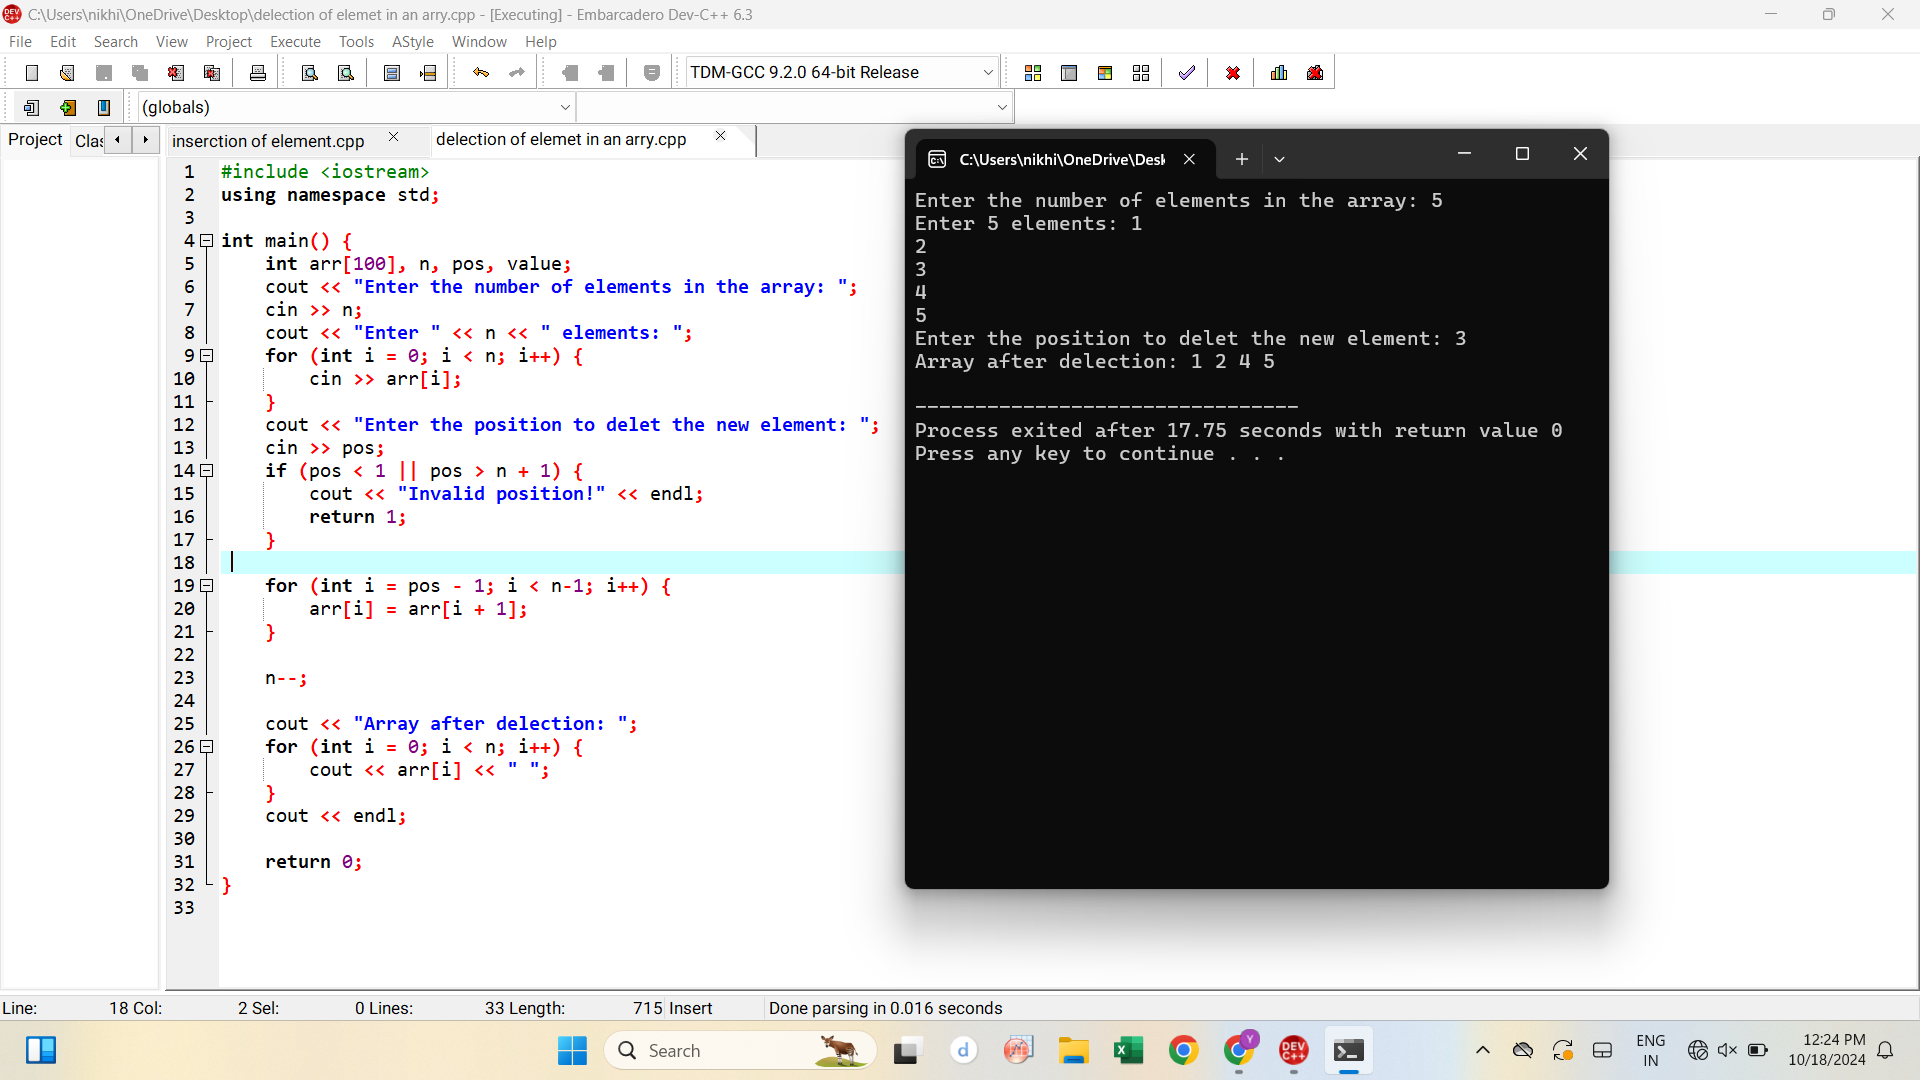 C:\Users\nikhi\OneDrive\Desktop\delection of elemet in an arry.cpp - [Executing] - Embarcadero Dev-C++ 6.3
File Edit Search View Project Execute Tools AStyle Window Help
TDM-GCC 9.2.0 64-bit Release
(globals)
Project Clas
inserction of element.cpp
delection of elemet in an arry.cpp
1 #include <iostream>
2 using namespace std;
3
4 int main() {
5 int arr[100], n, pos, value;
6 cout << "Enter the number of elements in the array: ";
7 cin >> n;
8 cout << "Enter " << n << " elements: ";
9 for (int i = 0; i < n; i++) {
10 cin >> arr[i];
11 }
12 cout << "Enter the position to delet the new element: ";
13 cin >> pos;
14 if (pos < 1 || pos > n + 1) {
15 cout << "Invalid position!" << endl;
16 return 1;
17 }
18
19 for (int i = pos - 1; i < n-1; i++) {
20 arr[i] = arr[i + 1];
21 }
22
23 n--;
24
25 cout << "Array after delection: ";
26 for (int i = 0; i < n; i++) {
27 cout << arr[i] << " ";
28 }
29 cout << endl;
30
31 return 0;
32 }
33
C:\Users\nikhi\OneDrive\Desk
Enter the number of elements in the array: 5
Enter 5 elements: 1
2
3
4
5
Enter the position to delet the new element: 3
Array after delection: 1 2 4 5
--------------------------------
Process exited after 17.75 seconds with return value 0
Press any key to continue . . .
Line: 18 Col: 2 Sel: 0 Lines: 33 Length: 715 Insert Done parsing in 0.016 seconds
Search
d
Y
DEV C++
ENG
IN
12:24 PM
10/18/2024